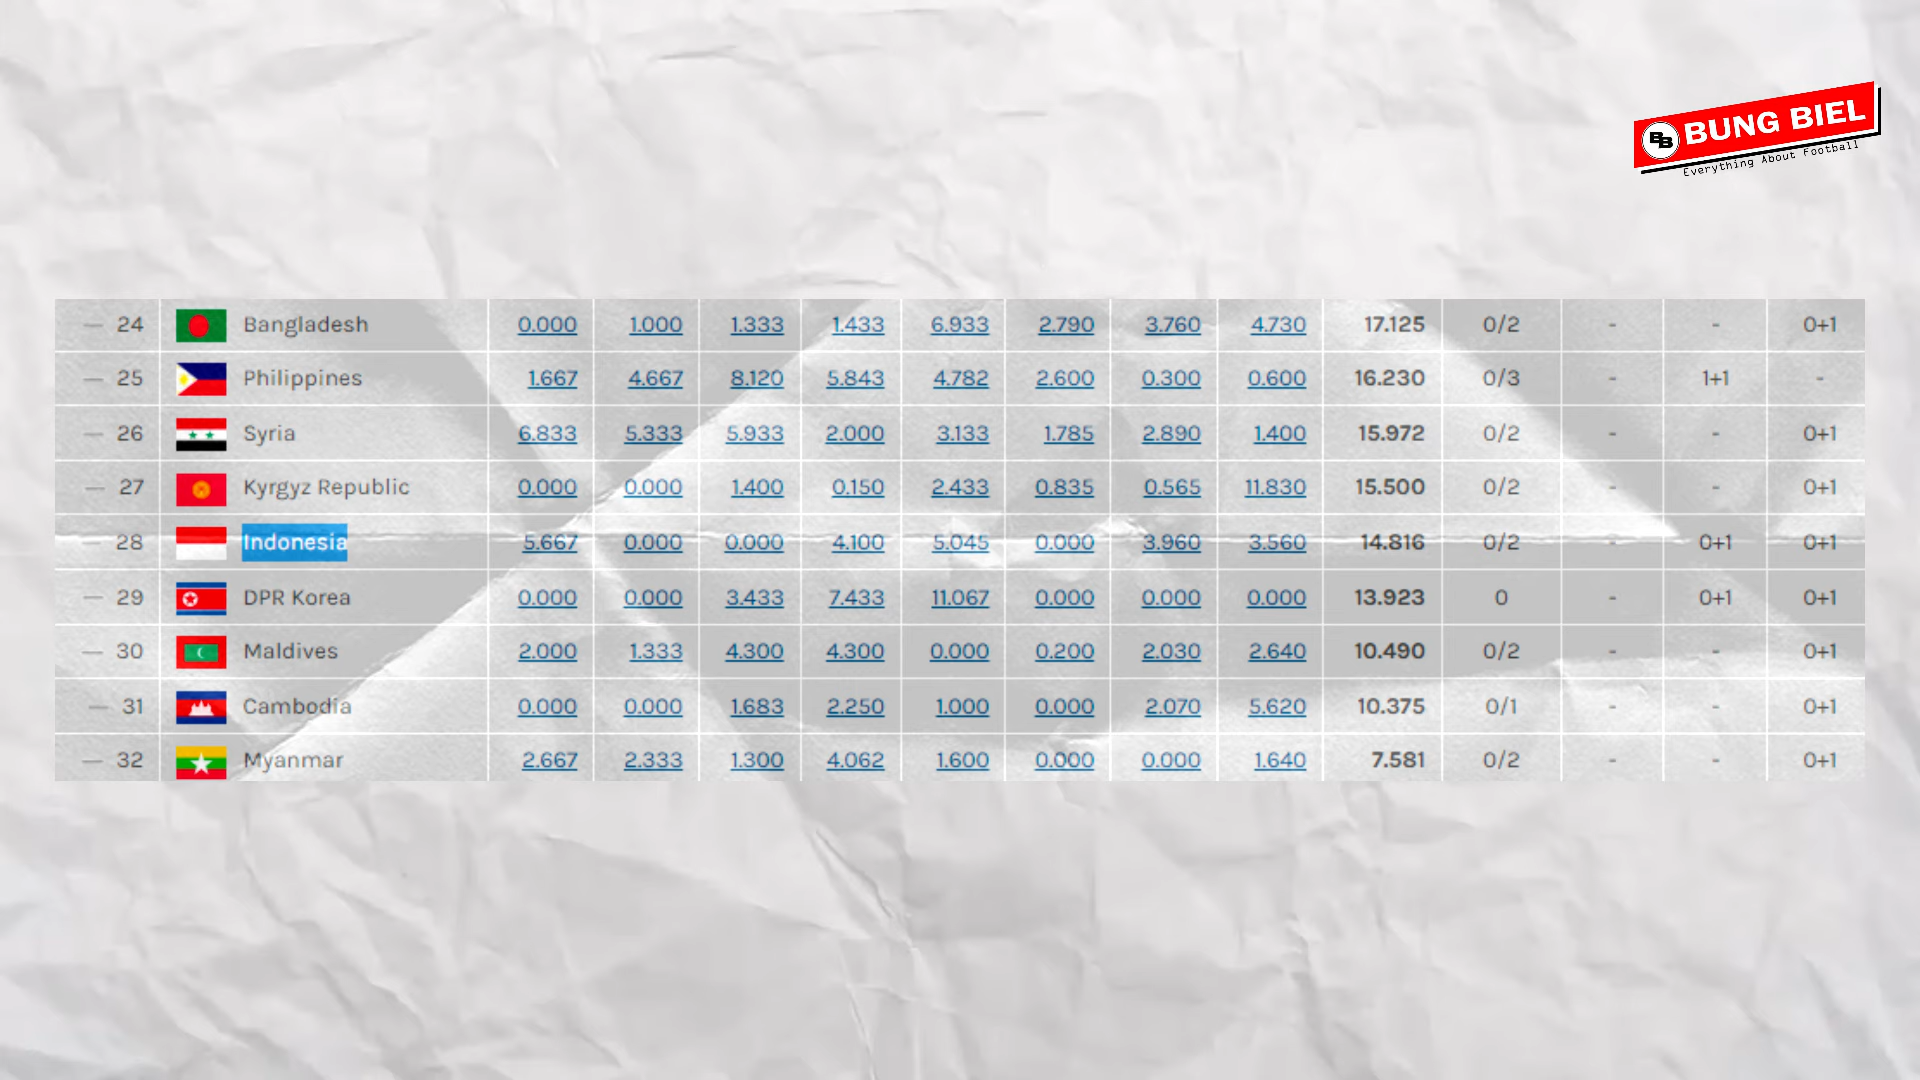 BB BUNG BIEL
Everything About Football
— 24 Bangladesh 0.000 1.000 1.333 1.433 6.933 2.790 3.760 4.730 17.125 0/2 - - 0+1
— 25 Philippines 1.667 4.667 8.120 5.843 4.782 2.600 0.300 0.600 16.230 0/3 - 1+1 -
— 26 Syria 6.833 5.333 5.933 2.000 3.133 1.785 2.890 1.400 15.972 0/2 - - 0+1
— 27 Kyrgyz Republic 0.000 0.000 1.400 0.150 2.433 0.835 0.565 11.830 15.500 0/2 - - 0+1
— 28 Indonesia 5.667 0.000 0.000 4.100 5.045 0.000 3.960 3.560 14.816 0/2 - 0+1 0+1
— 29 DPR Korea 0.000 0.000 3.433 7.433 11.067 0.000 0.000 0.000 13.923 0 - 0+1 0+1
— 30 Maldives 2.000 1.333 4.300 4.300 0.000 0.200 2.030 2.640 10.490 0/2 - - 0+1
— 31 Cambodia 0.000 0.000 1.683 2.250 1.000 0.000 2.070 5.620 10.375 0/1 - - 0+1
— 32 Myanmar 2.667 2.333 1.300 4.062 1.600 0.000 0.000 1.640 7.581 0/2 - - 0+1